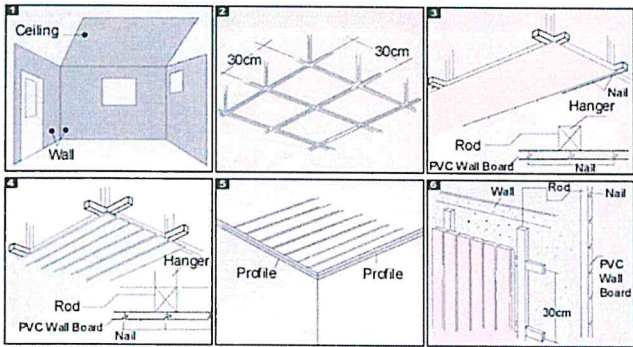 1
Ceiling
Wall
2
30cm
30cm
3
Nail
Hanger
Rod
PVC Wall Board
Nail
4
Hanger
Rod
PVC Wall Board
Nail
5
Profile
Profile
6
Wall
Rod
Nail
PVC
Wall
Board
30cm